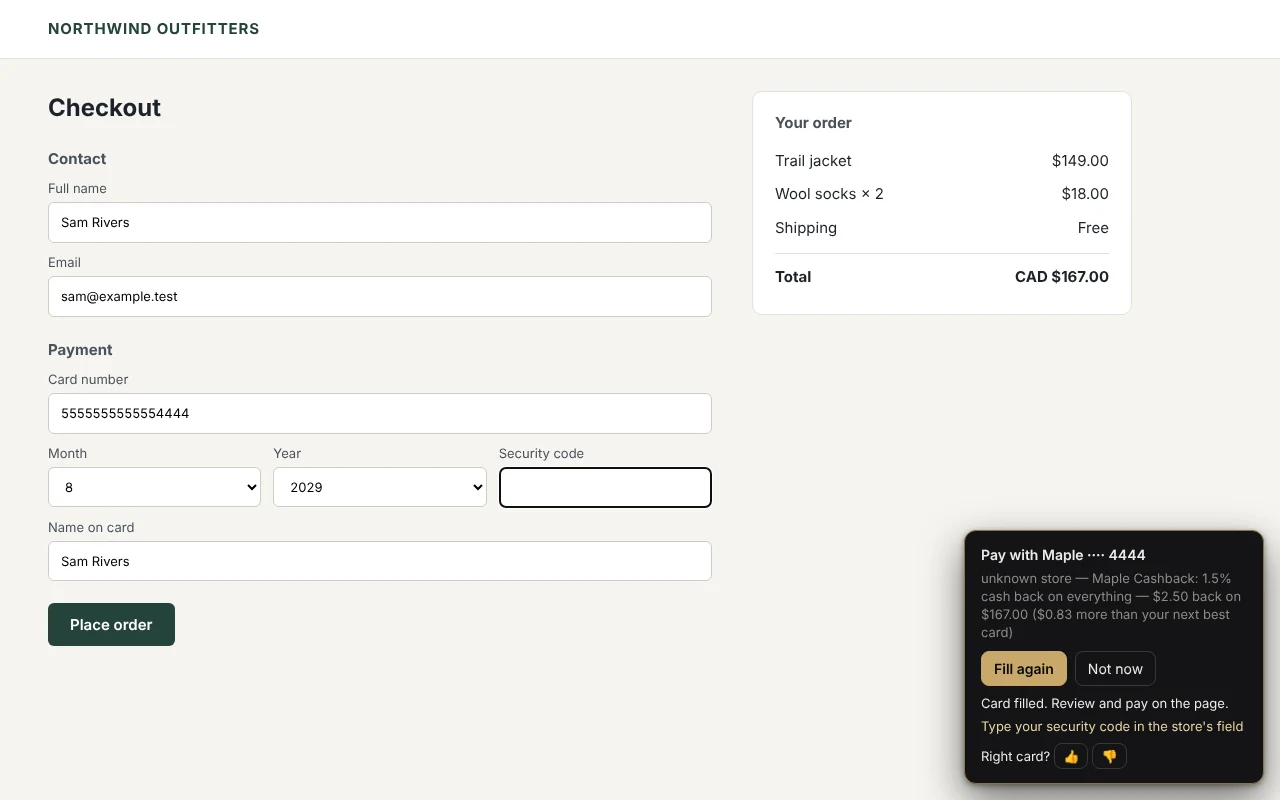 NORTHWIND OUTFITTERS
Checkout
Contact
Full name
Sam Rivers
Email
sam@example.test
Payment
Card number
5555555555554444
Month
Year
Security code
8
2029
Name on card
Sam Rivers
Place order
Your order
Trail jacket $149.00
Wool socks × 2 $18.00
Shipping Free
Total CAD $167.00
Pay with Maple ···· 4444
unknown store — Maple Cashback: 1.5%
cash back on everything — $2.50 back on
$167.00 ($0.83 more than your next best
card)
Fill again Not now
Card filled. Review and pay on the page.
Type your security code in the store's field
Right card? 👍 👎